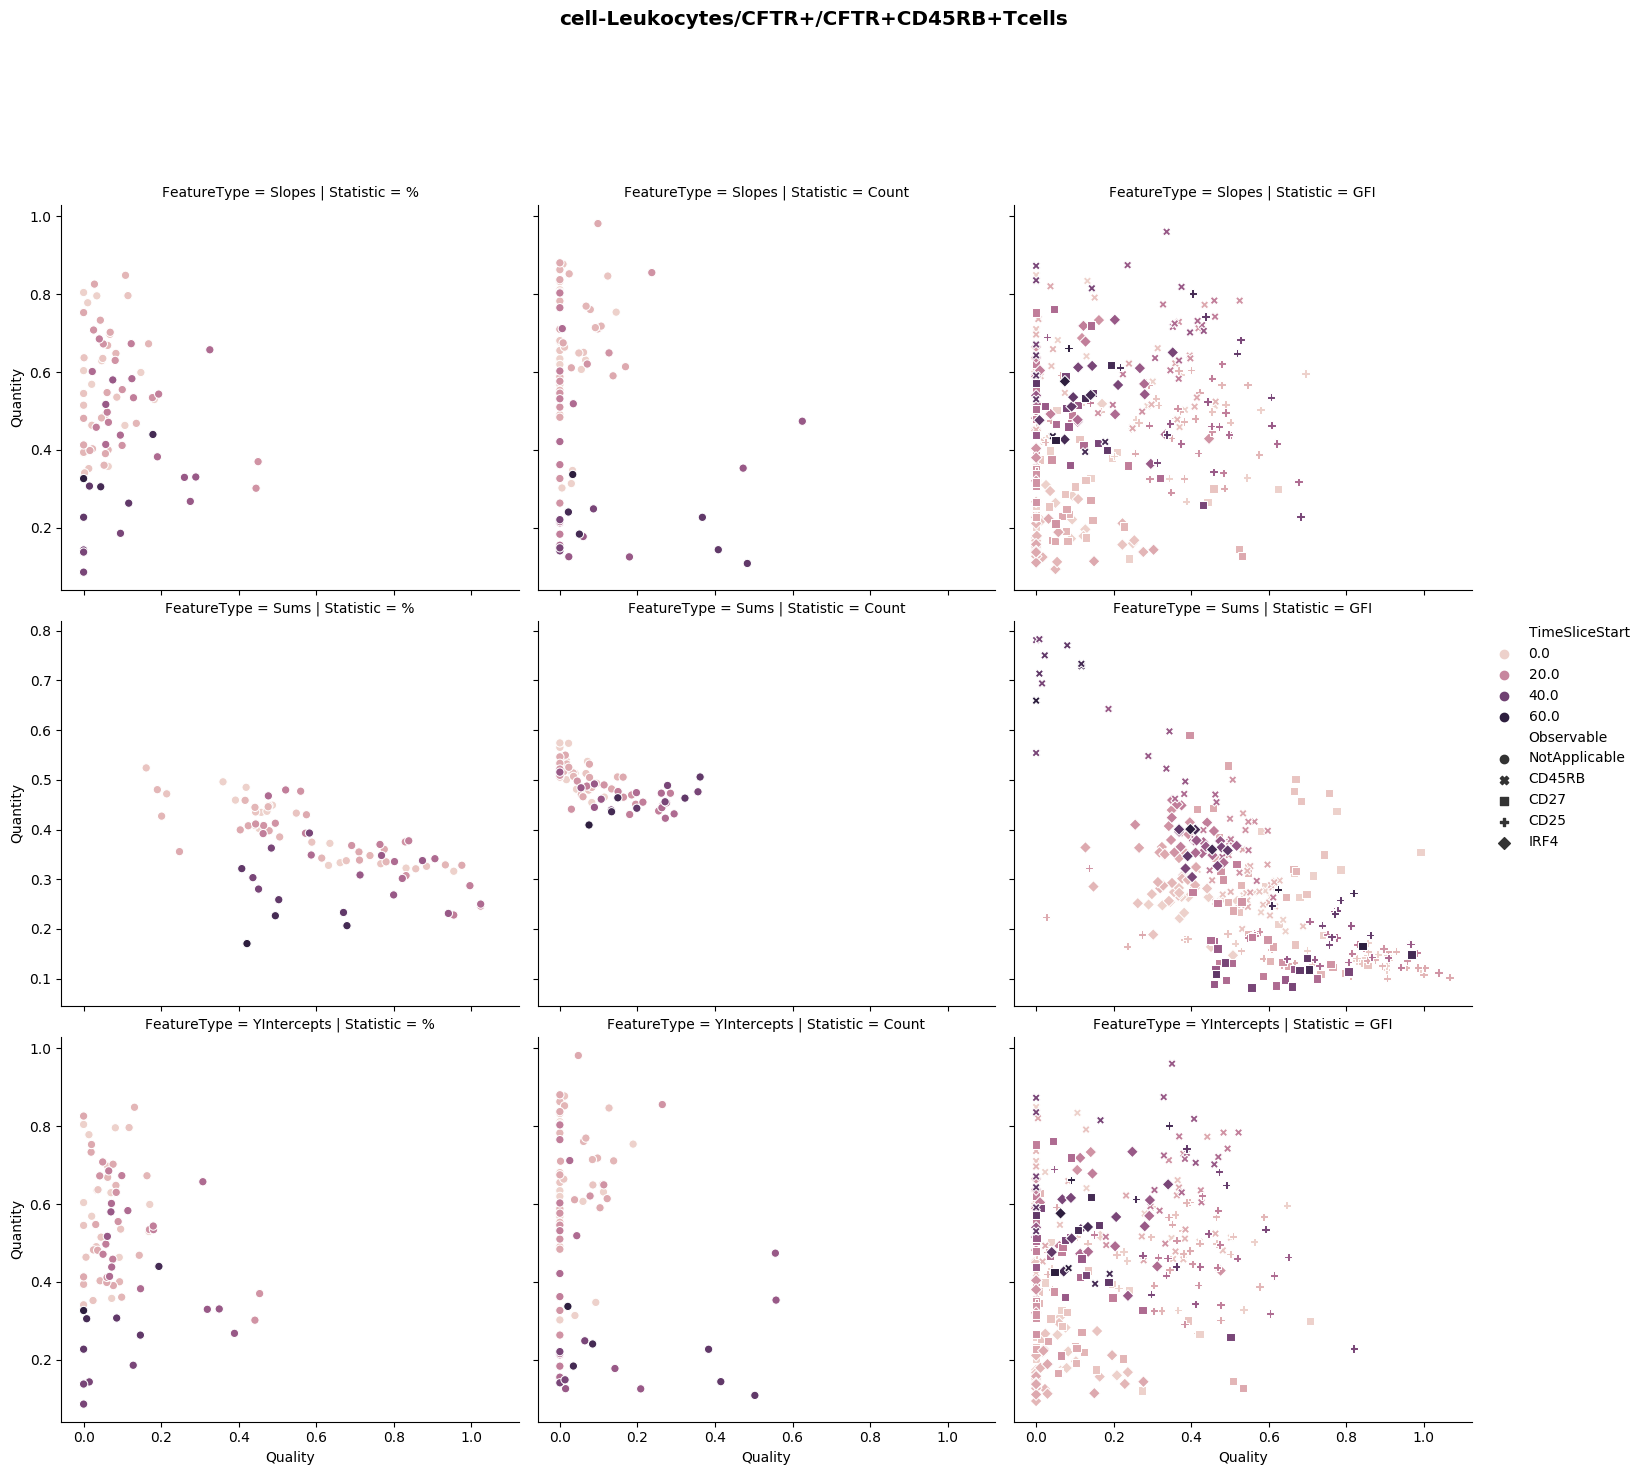 cell-Leukocytes/CFTR+/CFTR+CD45RB+Tcells
FeatureType = Slopes | Statistic = %
FeatureType = Slopes | Statistic = Count
FeatureType = Slopes | Statistic = GFI
1.0
0.8
0.6
0.4
0.2
Quantity
FeatureType = Sums | Statistic = %
FeatureType = Sums | Statistic = Count
FeatureType = Sums | Statistic = GFI
0.8
0.7
0.6
0.5
0.4
0.3
0.2
0.1
Quantity
TimeSliceStart
0.0
20.0
40.0
60.0
Observable
NotApplicable
CD45RB
CD27
CD25
IRF4
FeatureType = YIntercepts | Statistic = %
FeatureType = YIntercepts | Statistic = Count
FeatureType = YIntercepts | Statistic = GFI
1.0
0.8
0.6
0.4
0.2
Quantity
0.0 0.2 0.4 0.6 0.8 1.0
0.0 0.2 0.4 0.6 0.8 1.0
0.0 0.2 0.4 0.6 0.8 1.0
Quality
Quality
Quality